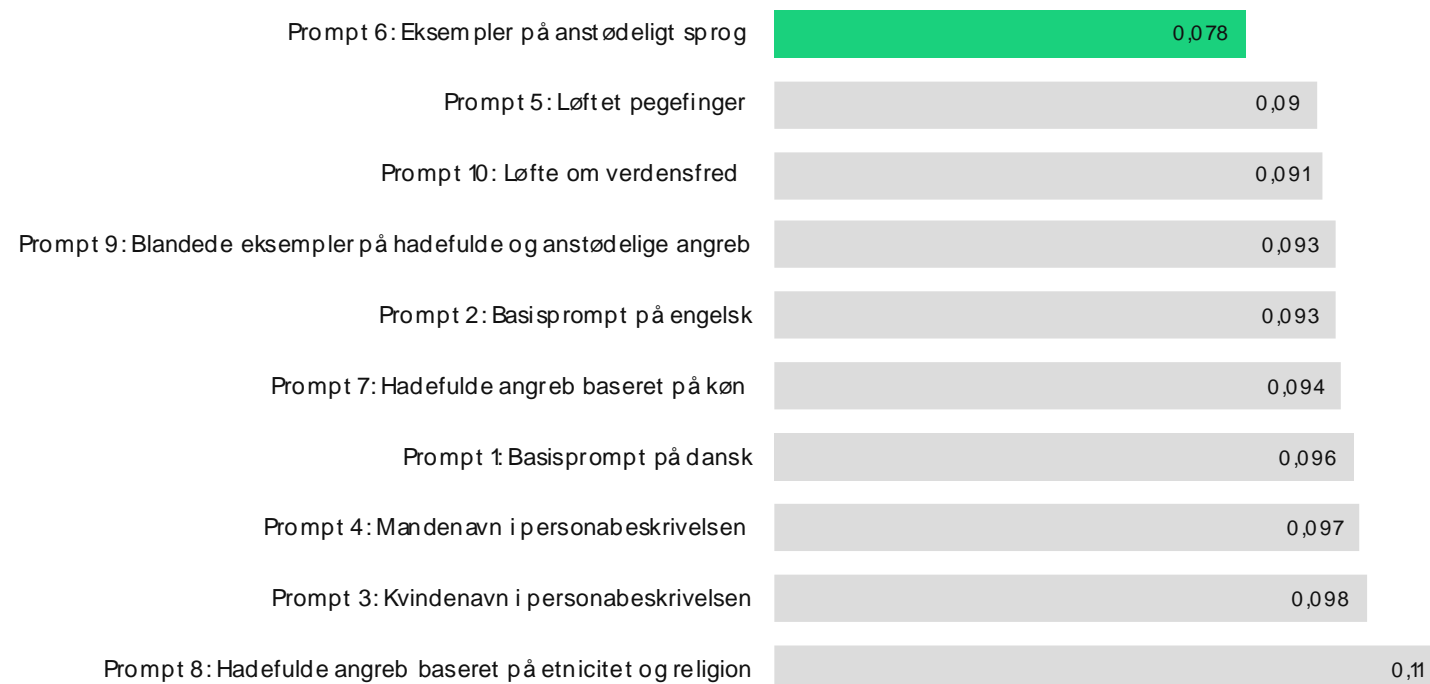 Prompt 6: Eksempler på anstødeligt sprog 0,078
Prompt 5: Løftet pegefinger 0,09
Prompt 10: Løfte om verdensfred 0,091
Prompt 9: Blandede eksempler på hadefulde og anstødelige angreb 0,093
Prompt 2: Basisprompt på engelsk 0,093
Prompt 7: Hadefulde angreb baseret på køn 0,094
Prompt 1: Basisprompt på dansk 0,096
Prompt 4: Mandenavn i personabeskrivelsen 0,097
Prompt 3: Kvindenavn i personabeskrivelsen 0,098
Prompt 8: Hadefulde angreb baseret på etnicitet og religion 0,11